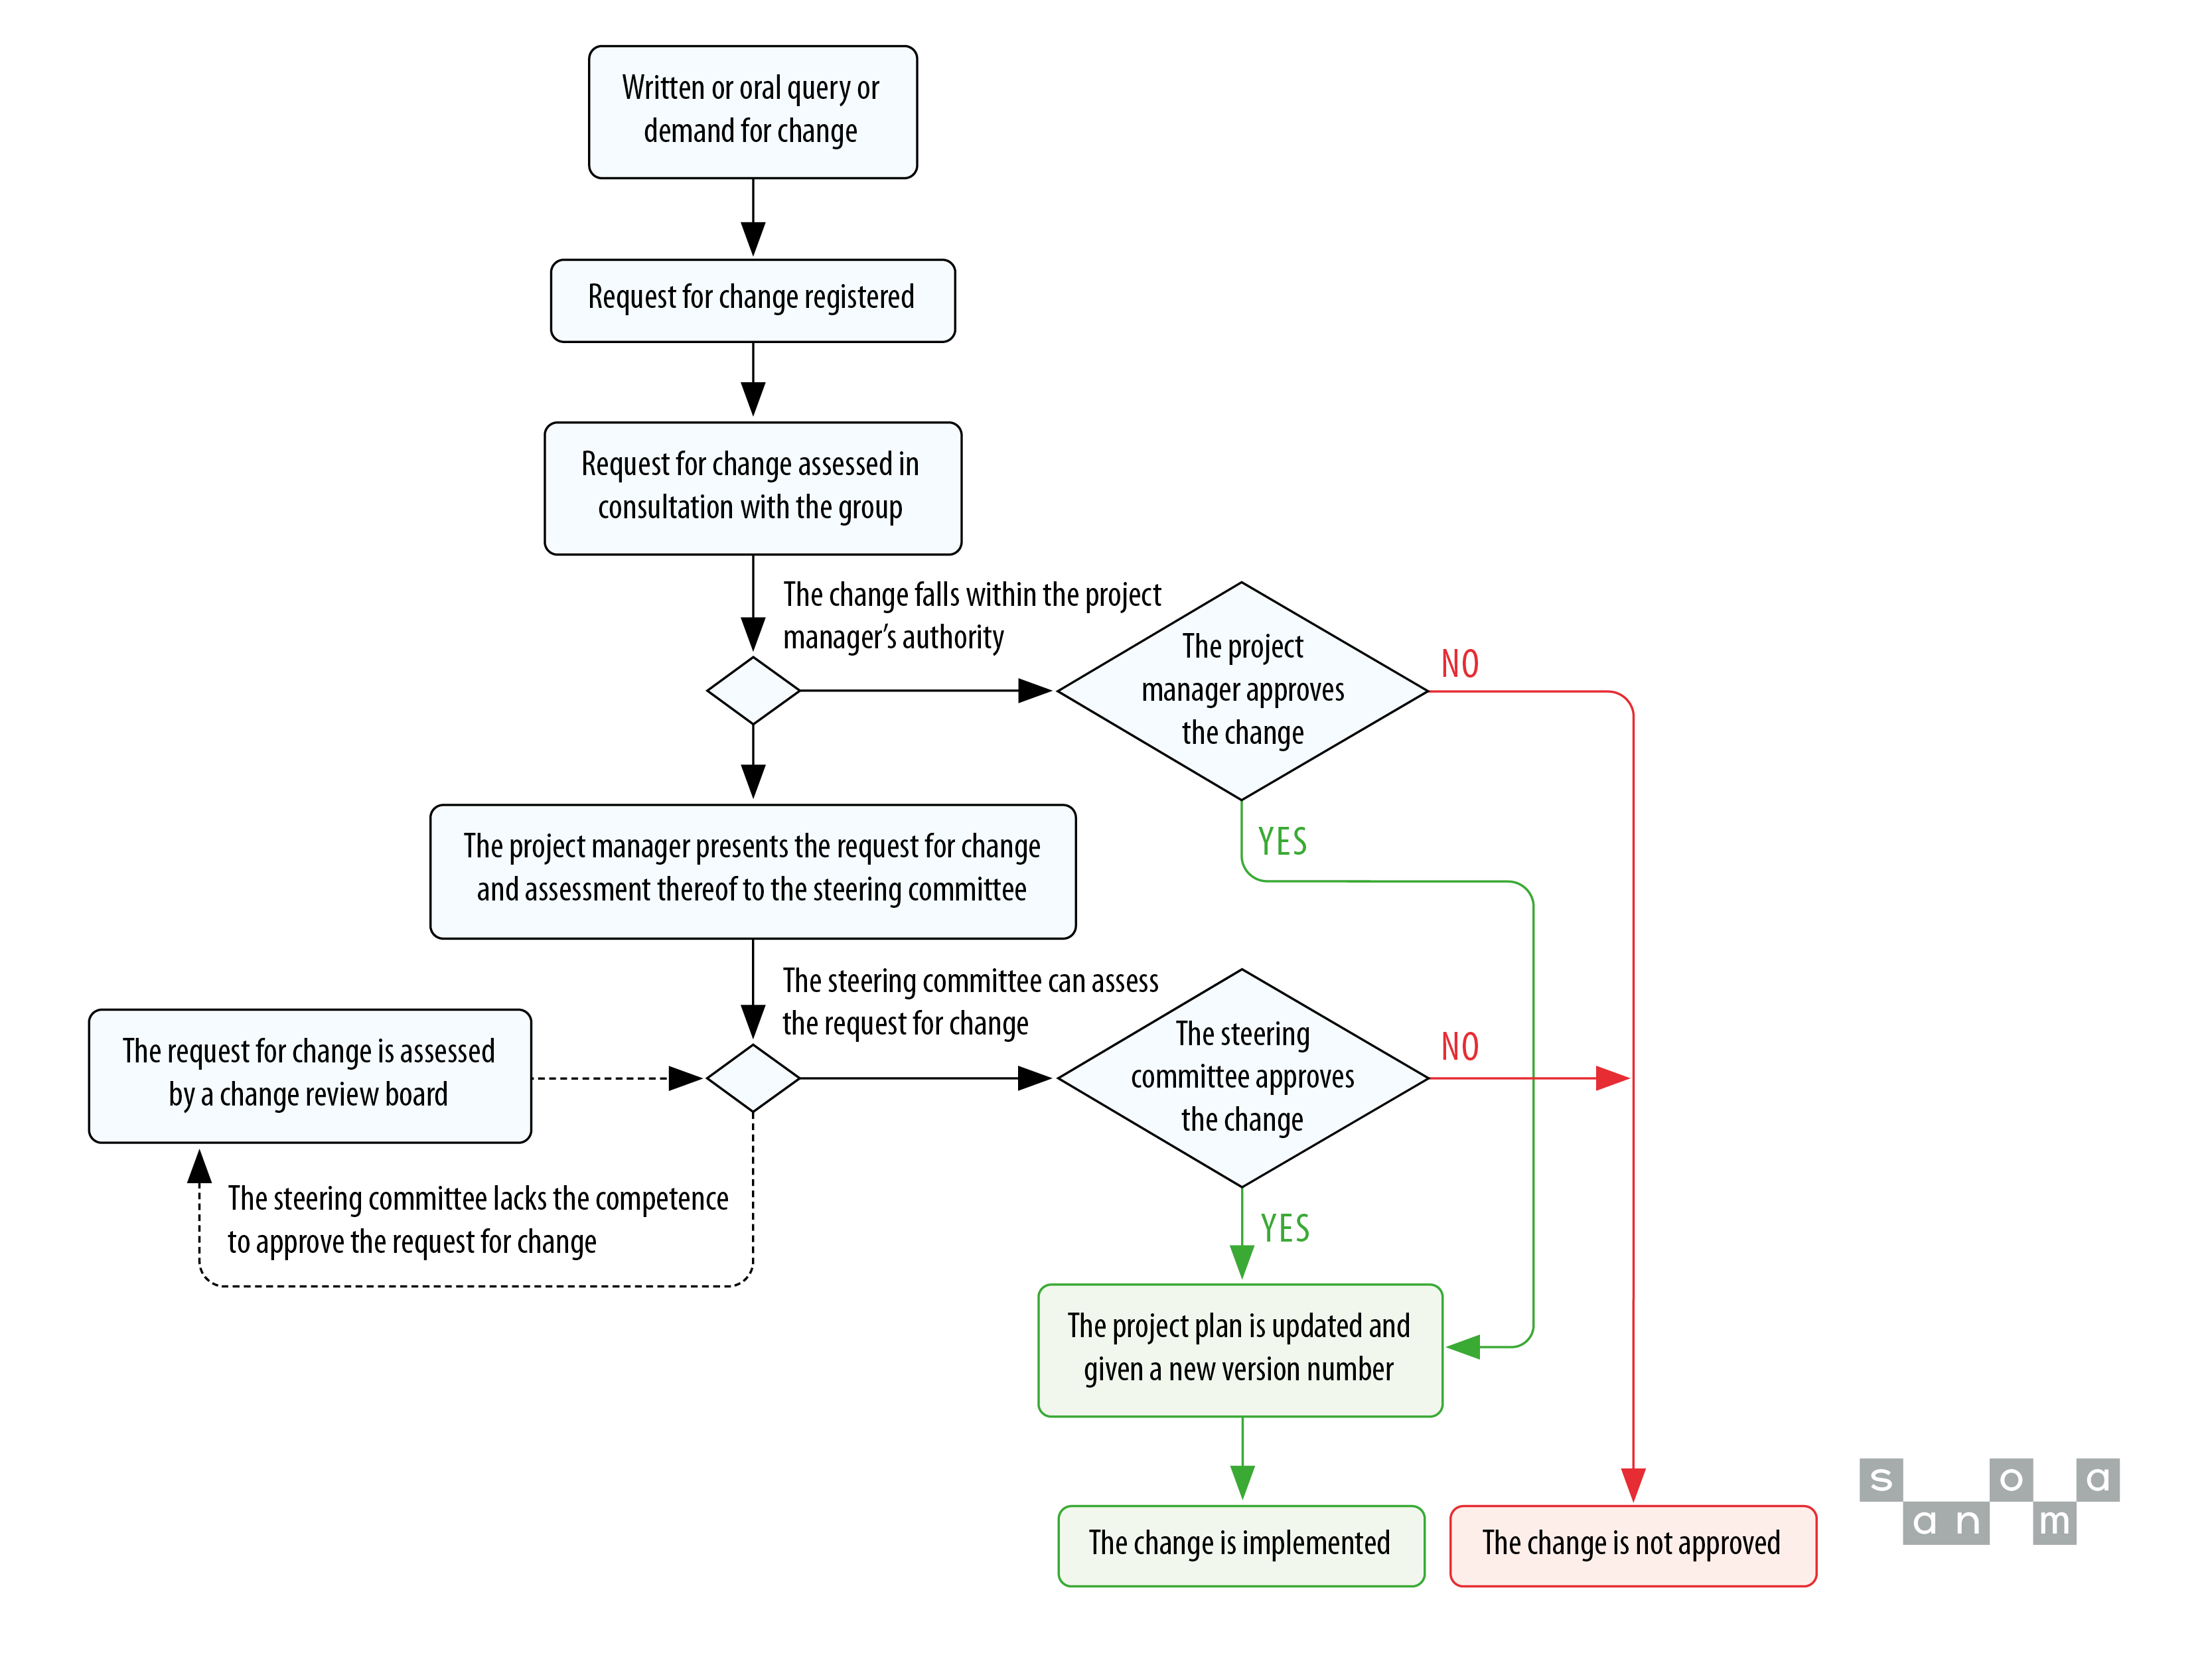 Written or oral query or
demand for change
Request for change registered
Request for change assessed in
consultation with the group
The change falls within the project
manager’s authority
The project
manager approves
the change
NO
YES
The project manager presents the request for change
and assessment thereof to the steering committee
The steering committee can assess
the request for change
The request for change is assessed
by a change review board
The steering
committee approves
the change
NO
YES
The steering committee lacks the competence
to approve the request for change
The project plan is updated and
given a new version number
The change is implemented
The change is not approved
sanoma